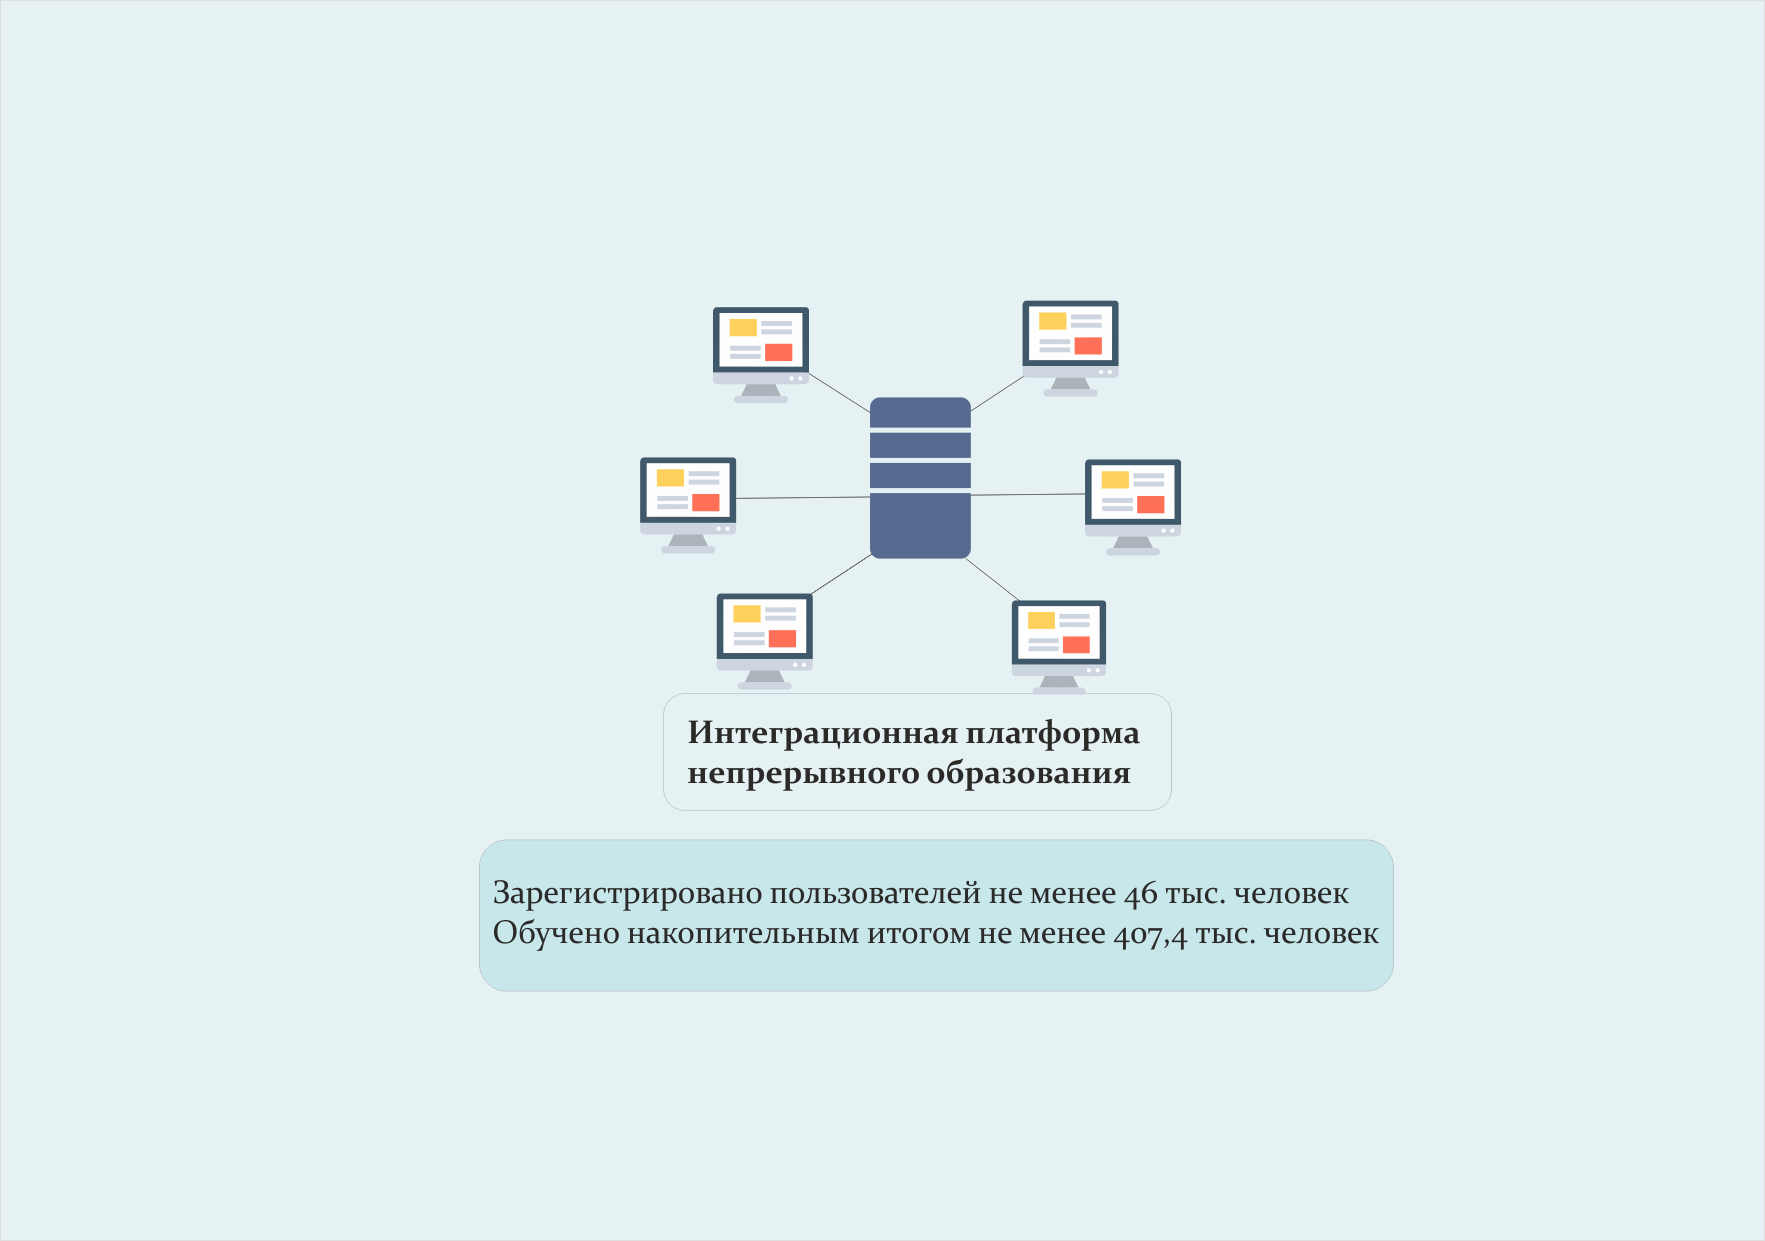 Интеграционная платформа
непрерывного образования
Зарегистрировано пользователей не менее 46 тыс. человек
Обучено накопительным итогом не менее 407,4 тыс. человек